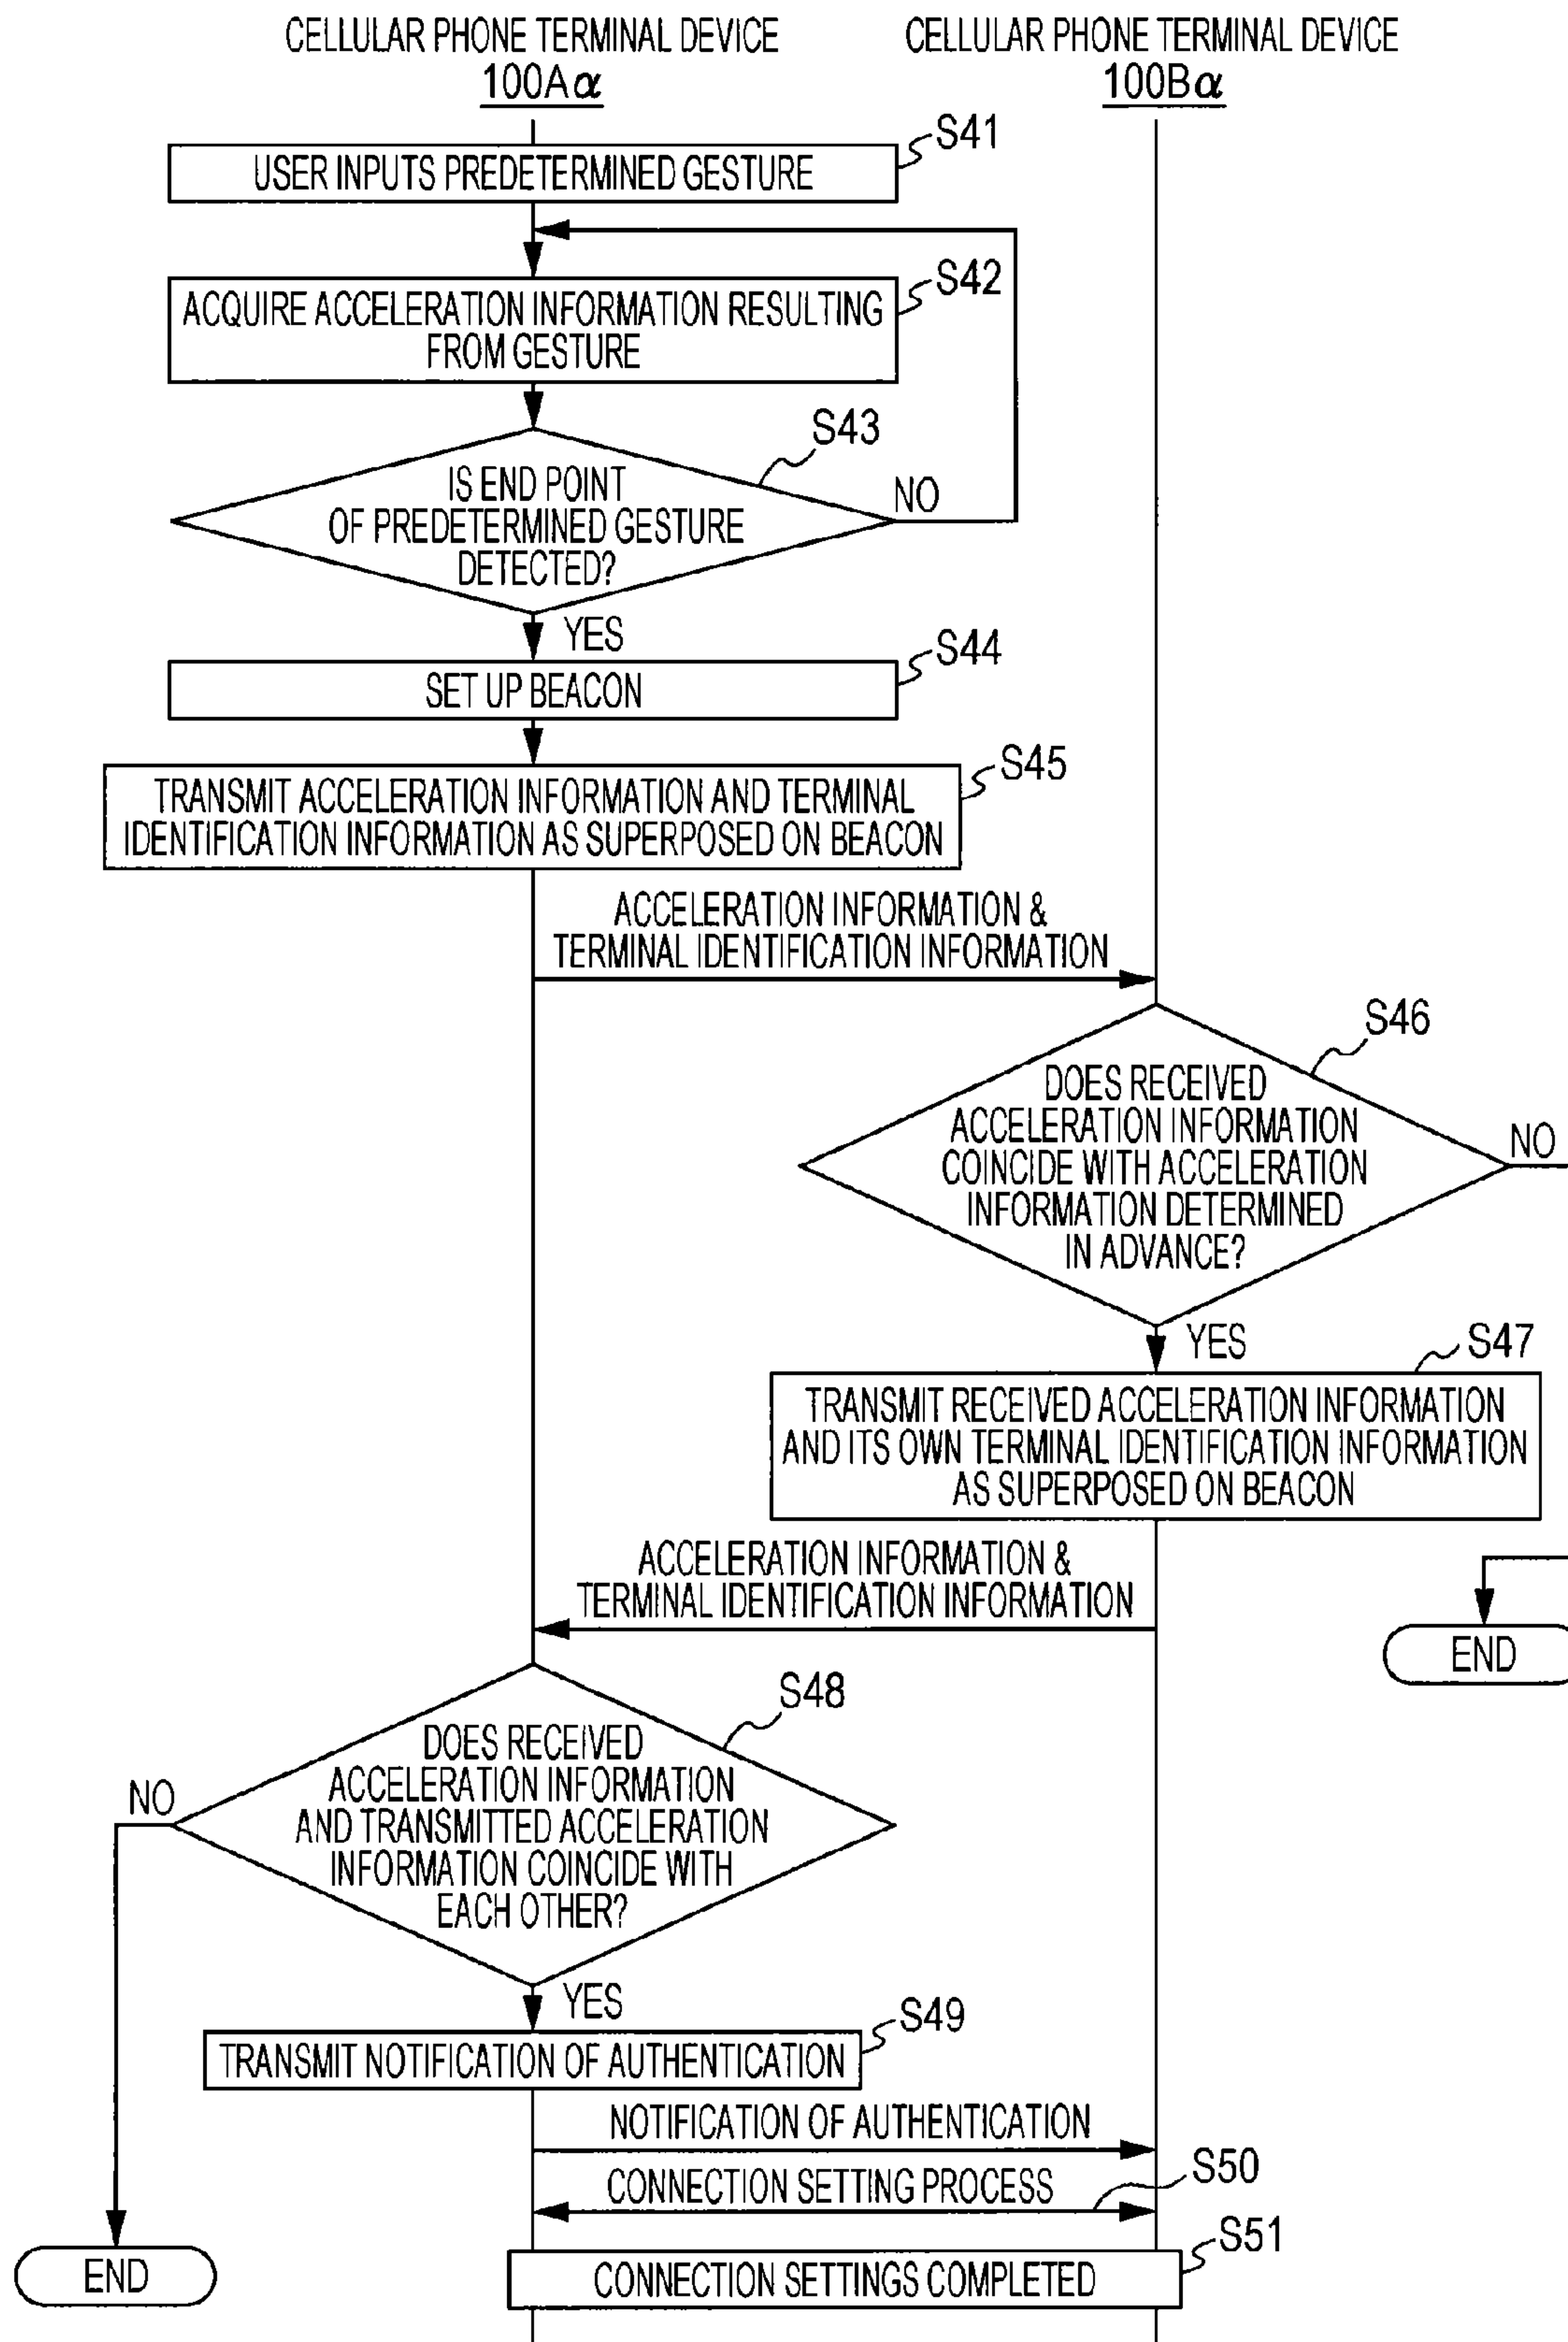 CELLULAR PHONE TERMINAL DEVICE
100Aα
CELLULAR PHONE TERMINAL DEVICE
100Bα
S41
USER INPUTS PREDETERMINED GESTURE
S42
ACQUIRE ACCELERATION INFORMATION RESULTING
FROM GESTURE
S43
IS END POINT
OF PREDETERMINED GESTURE
DETECTED?
NO
YES
S44
SET UP BEACON
S45
TRANSMIT ACCELERATION INFORMATION AND TERMINAL
IDENTIFICATION INFORMATION AS SUPERPOSED ON BEACON
ACCELERATION INFORMATION &
TERMINAL IDENTIFICATION INFORMATION
S46
DOES RECEIVED
ACCELERATION INFORMATION
COINCIDE WITH ACCELERATION
INFORMATION DETERMINED
IN ADVANCE?
NO
YES
S47
TRANSMIT RECEIVED ACCELERATION INFORMATION
AND ITS OWN TERMINAL IDENTIFICATION INFORMATION
AS SUPERPOSED ON BEACON
ACCELERATION INFORMATION &
TERMINAL IDENTIFICATION INFORMATION
END
S48
DOES RECEIVED
ACCELERATION INFORMATION
AND TRANSMITTED ACCELERATION
INFORMATION COINCIDE WITH
EACH OTHER?
NO
YES
S49
TRANSMIT NOTIFICATION OF AUTHENTICATION
NOTIFICATION OF AUTHENTICATION
S50
CONNECTION SETTING PROCESS
S51
CONNECTION SETTINGS COMPLETED
END